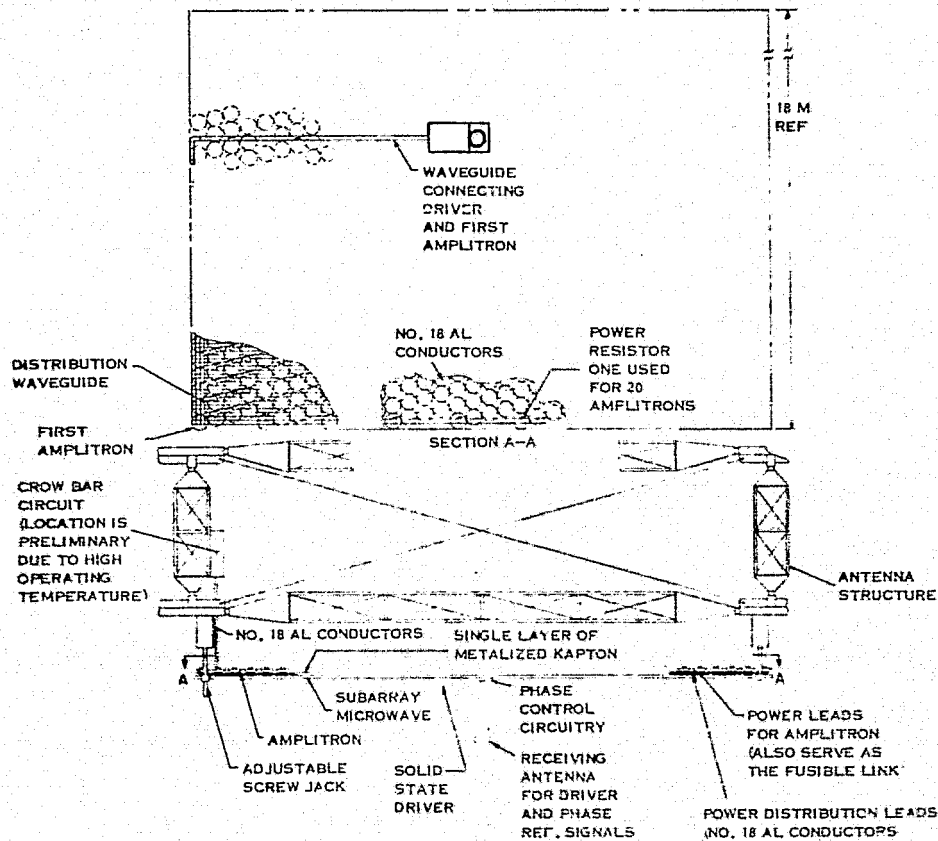 18 M
REF
WAVEGUIDE
CONNECTING
DRIVER
AND FIRST
AMPLITRON
NO. 18 AL
CONDUCTORS
POWER
RESISTOR
ONE USED
FOR 20
AMPLITRONS
DISTRIBUTION
WAVEGUIDE
FIRST
AMPLITRON
SECTION A-A
CROW BAR
CIRCUIT
(LOCATION IS
PRELIMINARY
DUE TO HIGH
OPERATING
TEMPERATURE)
ANTENNA
STRUCTURE
NO. 18 AL CONDUCTORS
SINGLE LAYER OF
METALIZED KAPTON
A
A
SUBARRAY
MICROWAVE
PHASE
CONTROL
CIRCUITRY
AMPLITRON
POWER LEADS
FOR AMPLITRON
(ALSO SERVE AS
THE FUSIBLE LINK
ADJUSTABLE
SCREW JACK
SOLID
STATE
DRIVER
RECEIVING
ANTENNA
FOR DRIVER
AND PHASE
REF. SIGNALS
POWER DISTRIBUTION LEADS
(NO. 18 AL CONDUCTORS